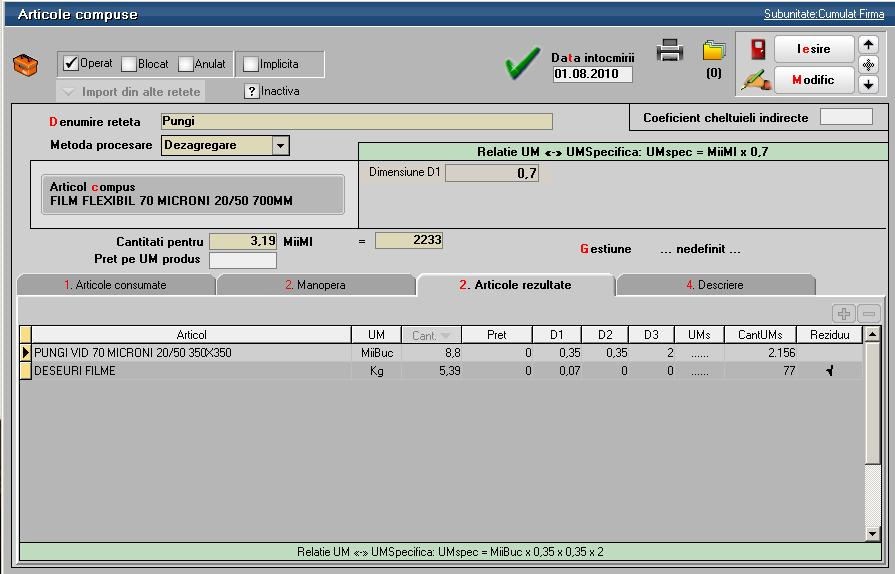 Articole compuse
Subunitate:Cumulat Firma
Operat Blocat Anulat Implicita
Import din alte retete
? Inactiva
Data intocmirii
01.08.2010
(0)
Iesire
Modific
Denumire reteta Pungi
Coeficient cheltuieli indirecte
Metoda procesare Dezagregare
Relatie UM <-> UMSpecifica: UMspec = MiiMl x 0,7
Dimensiune D1 0,7
Articol compus
FILM FLEXIBIL 70 MICRONI 20/50 700MM
Cantitati pentru 3,19 MiiMl = 2233
Pret pe UM produs
Gestiune ... nedefinit ...
1. Articole consumate 2. Manopera 2. Articole rezultate 4. Descriere
Articol UM Cant. Pret D1 D2 D3 UMs CantUMs Reziduu
PUNGI VID 70 MICRONI 20/50 350X350 MiiBuc 8,8 0 0,35 0,35 2 ...... 2.156
DESEURI FILME Kg 5,39 0 0,07 0 0 ...... 77
Relatie UM <-> UMSpecifica: UMspec = MiiBuc x 0,35 x 0,35 x 2